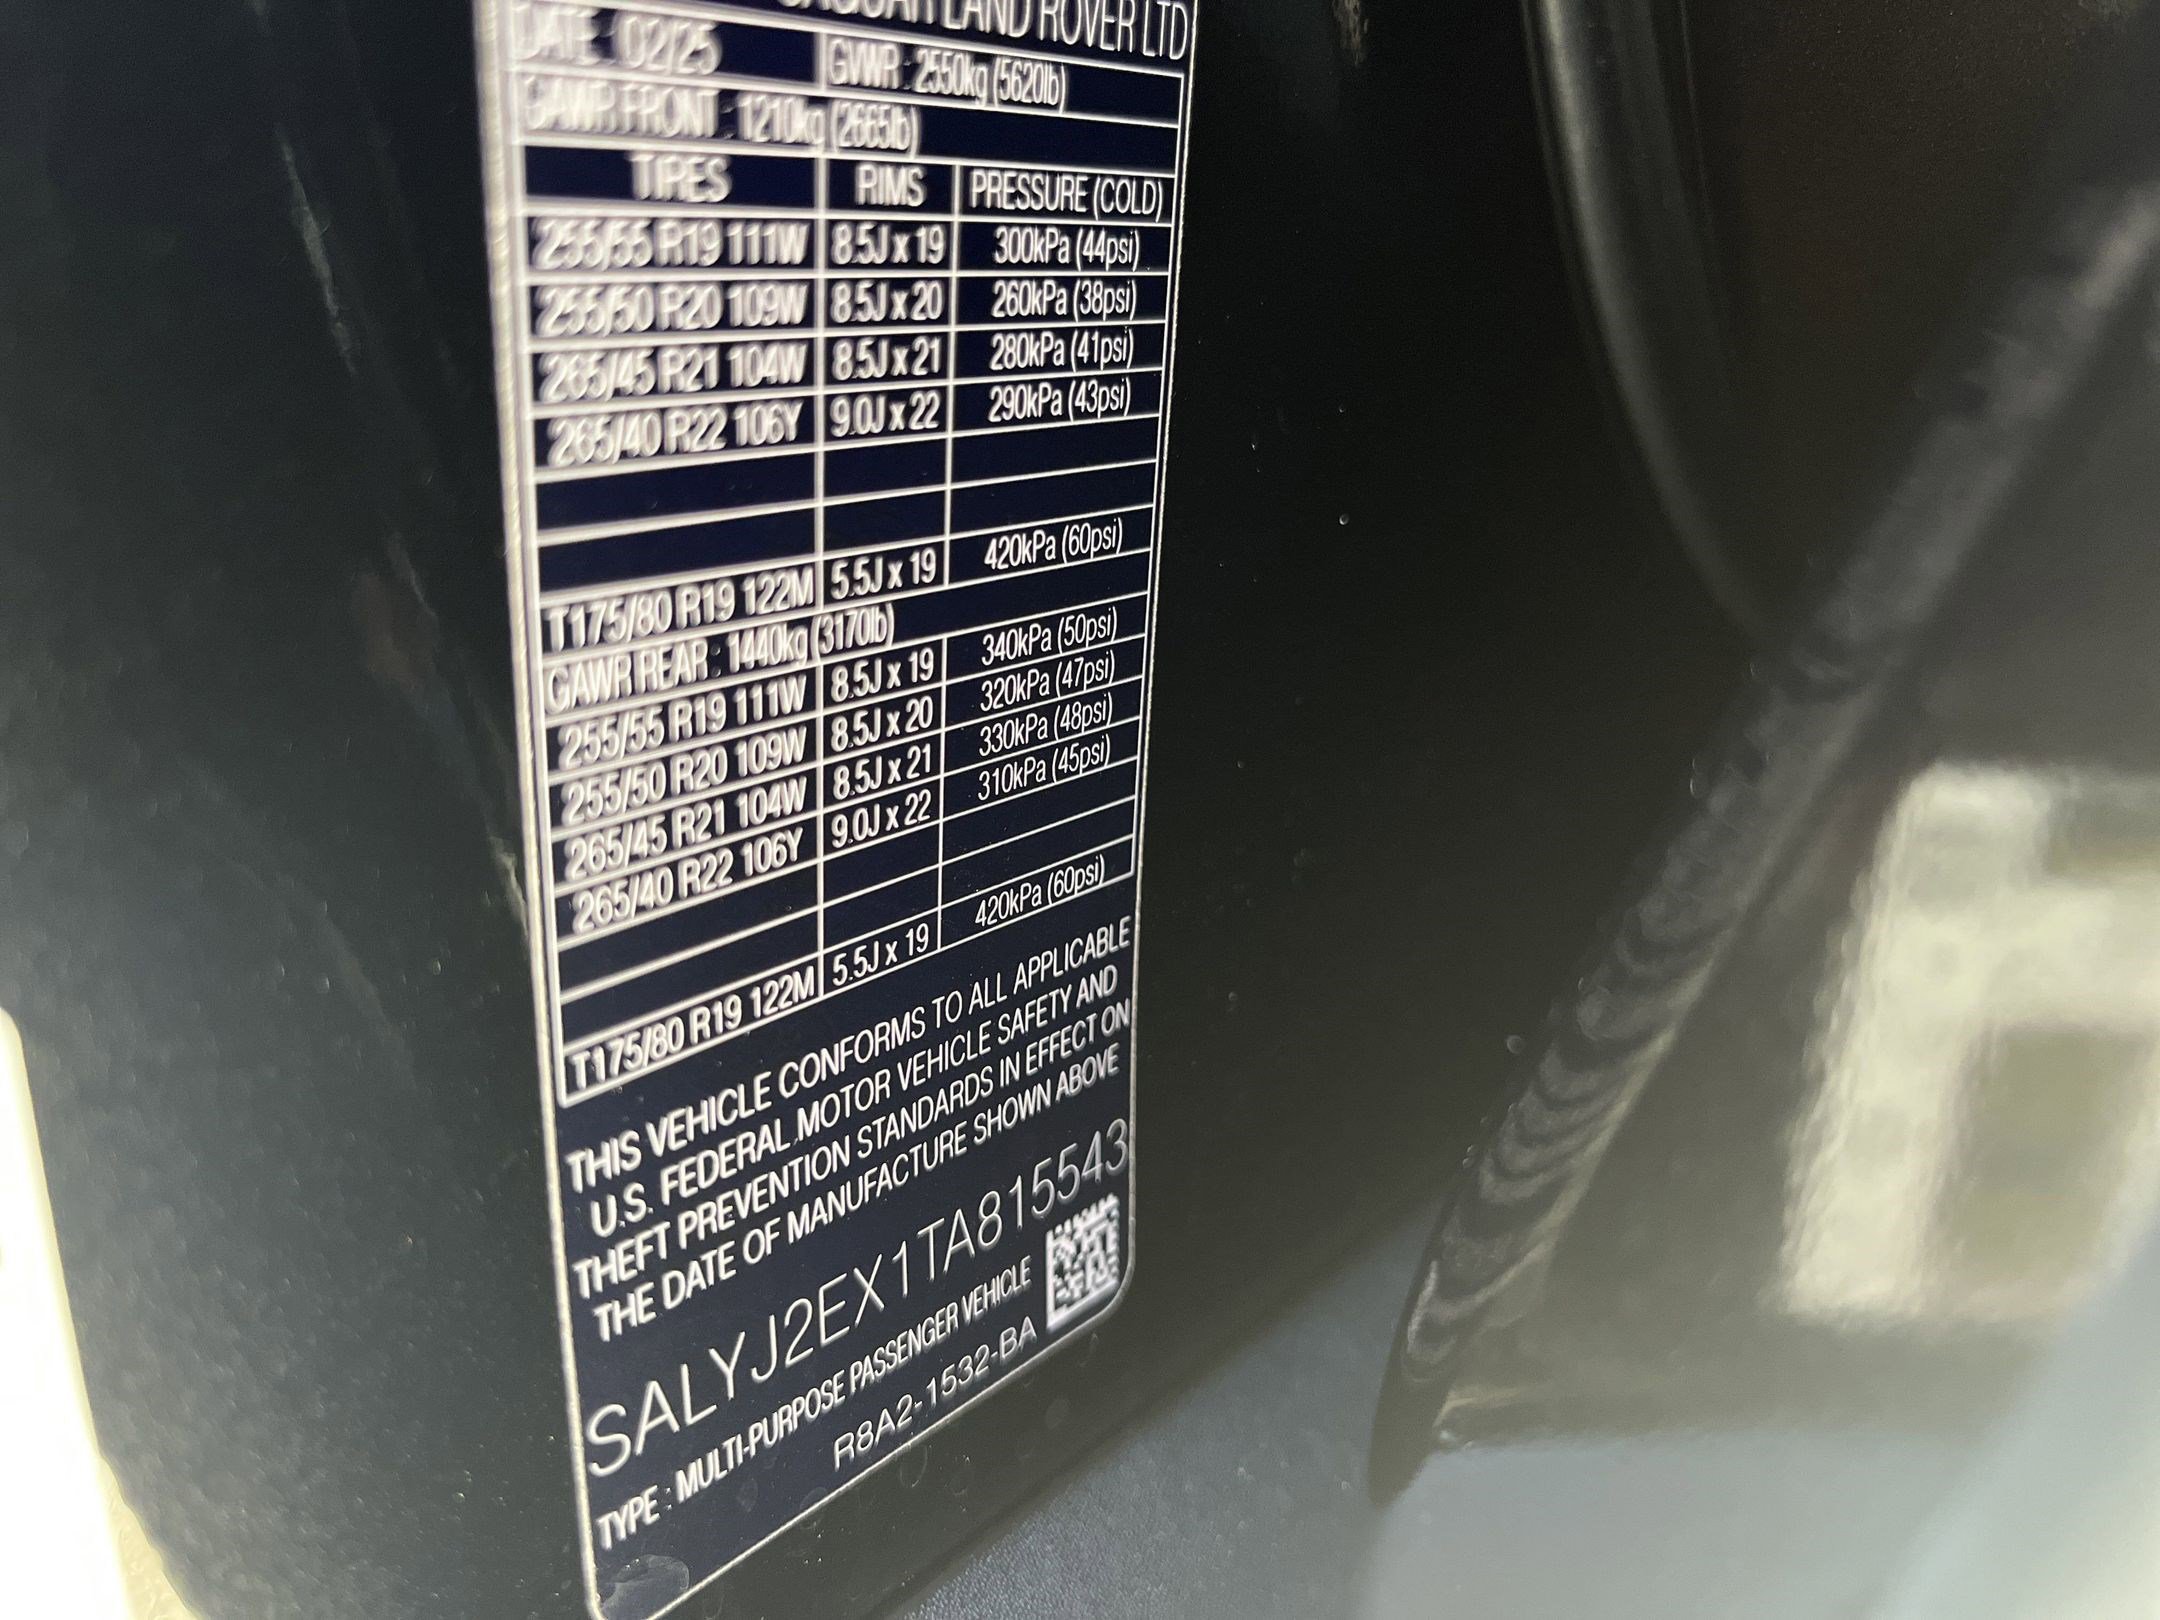 JAGUAR LAND ROVER LTD
DATE : 02/25 GVWR : 2550kg (5620lb)
GAWR FRONT : 1210kg (2665lb)
TIRES RIMS PRESSURE (COLD)
255/55 R19 111W 8.5J x 19 300kPa (44psi)
255/50 R20 109W 8.5J x 20 260kPa (38psi)
265/45 R21 104W 8.5J x 21 280kPa (41psi)
265/40 R22 106Y 9.0J x 22 290kPa (43psi)
T175/80 R19 122M 5.5J x 19 420kPa (60psi)
GAWR REAR : 1440kg (3170lb)
255/55 R19 111W 8.5J x 19 340kPa (50psi)
255/50 R20 109W 8.5J x 20 320kPa (47psi)
265/45 R21 104W 8.5J x 21 330kPa (48psi)
265/40 R22 106Y 9.0J x 22 310kPa (45psi)
T175/80 R19 122M 5.5J x 19 420kPa (60psi)
THIS VEHICLE CONFORMS TO ALL APPLICABLE
U.S. FEDERAL MOTOR VEHICLE SAFETY AND
THEFT PREVENTION STANDARDS IN EFFECT ON
THE DATE OF MANUFACTURE SHOWN ABOVE
SALYJ2EX1TA815543
TYPE : MULTI-PURPOSE PASSENGER VEHICLE
R8A2-1532-BA